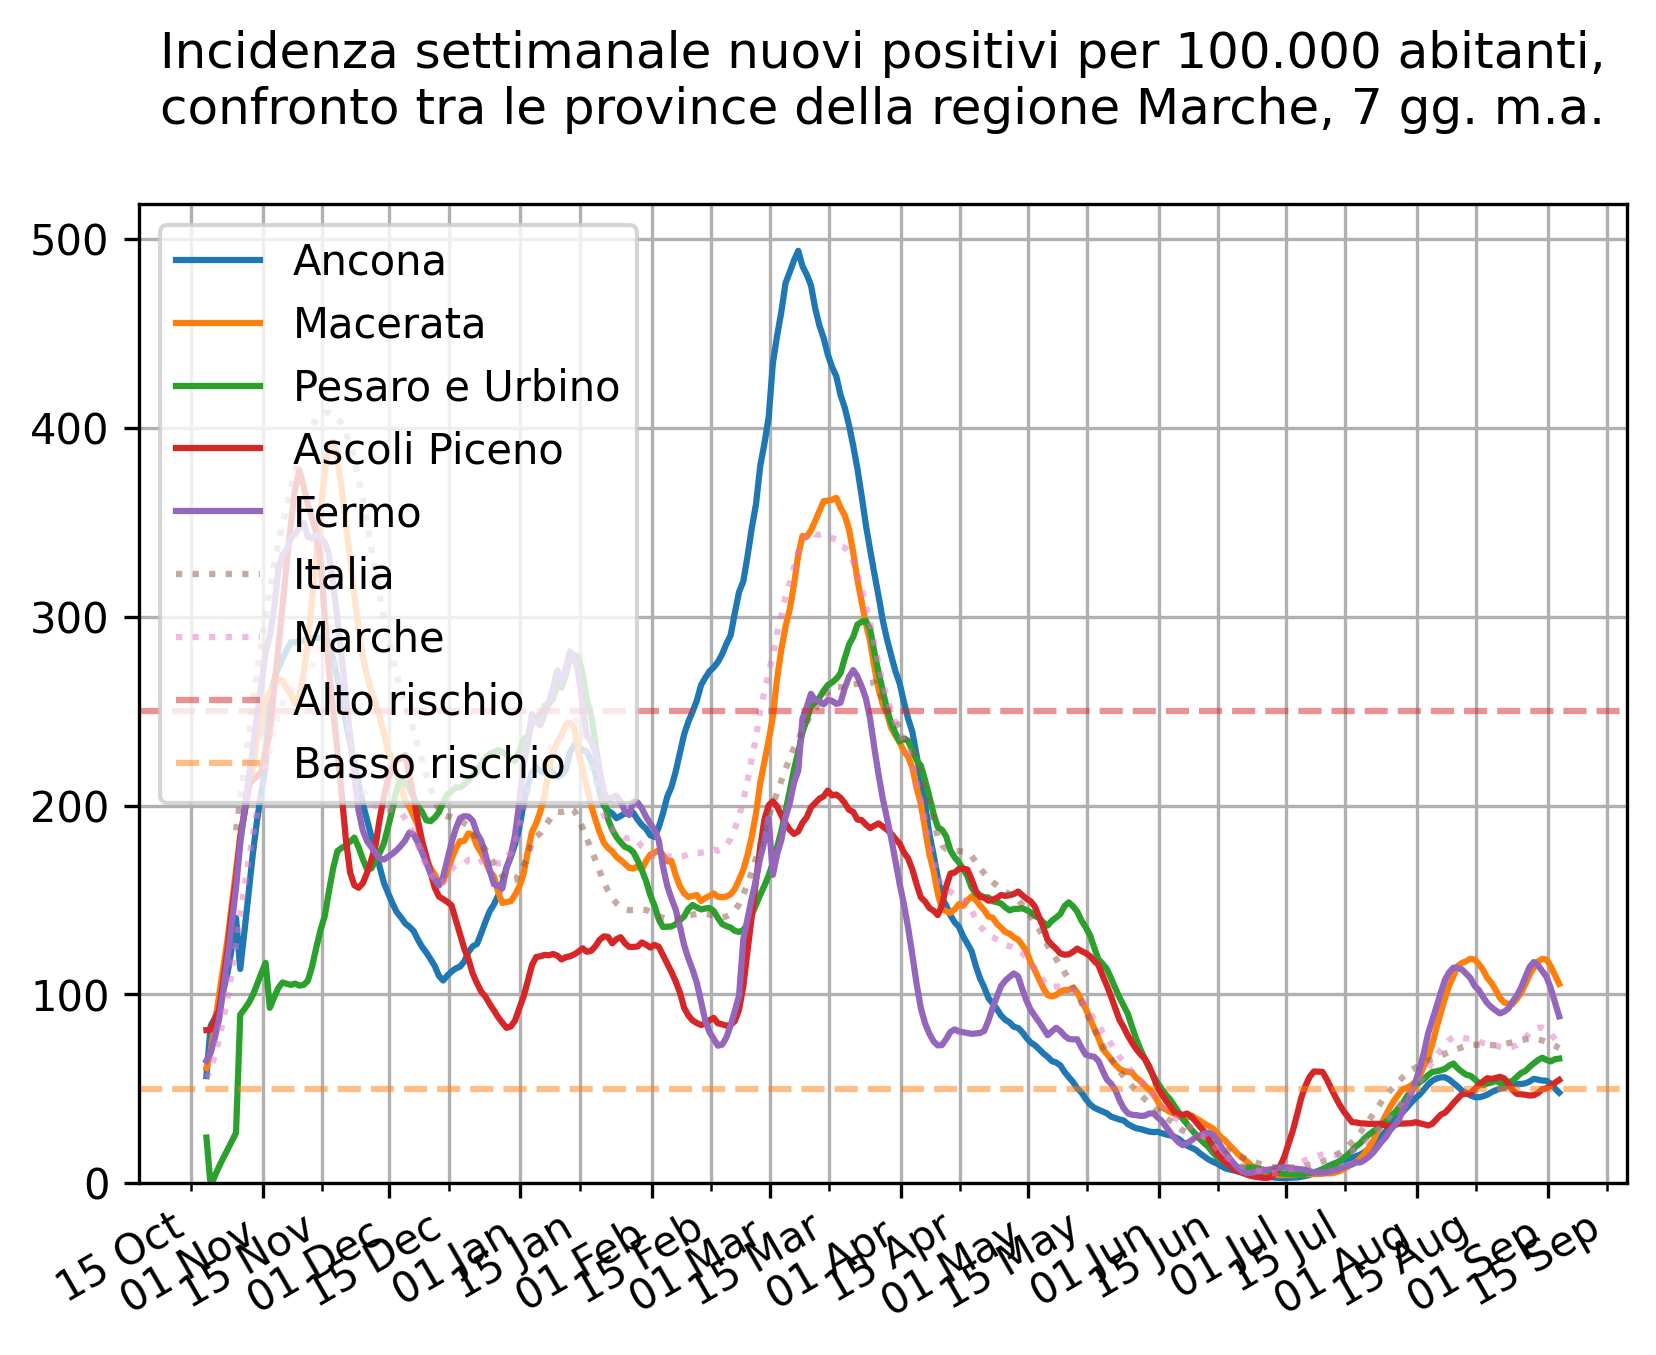 Incidenza settimanale nuovi positivi per 100.000 abitanti,
confronto tra le province della regione Marche, 7 gg. m.a.
500
400
300
200
100
0
Ancona
Macerata
Pesaro e Urbino
Ascoli Piceno
Fermo
Italia
Marche
Alto rischio
Basso rischio
15 Oct
01 Nov
15 Nov
01 Dec
15 Dec
01 Jan
15 Jan
01 Feb
15 Feb
01 Mar
15 Mar
01 Apr
15 Apr
01 May
15 May
01 Jun
15 Jun
01 Jul
15 Jul
01 Aug
15 Aug
01 Sep
15 Sep